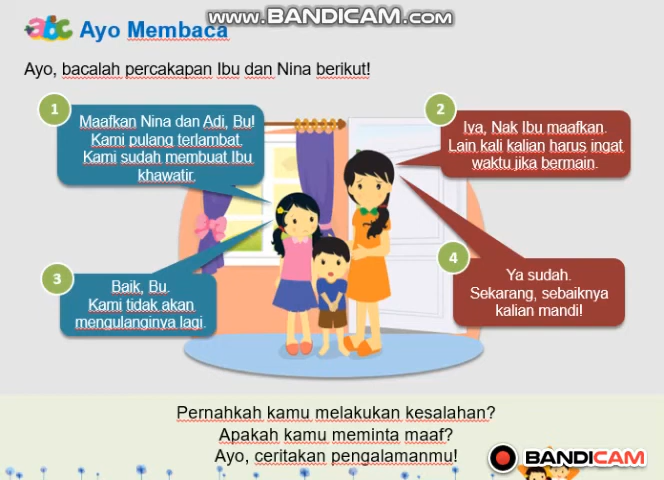 www.BANDICAM.com
abc Ayo Membaca
Ayo, bacalah percakapan Ibu dan Nina berikut!
1
Maafkan Nina dan Adi, Bu!
Kami pulang terlambat.
Kami sudah membuat Ibu
khawatir.
2
Iya, Nak Ibu maafkan.
Lain kali kalian harus ingat
waktu jika bermain.
3
Baik, Bu.
Kami tidak akan
mengulanginya lagi.
4
Ya sudah.
Sekarang, sebaiknya
kalian mandi!
Pernahkah kamu melakukan kesalahan?
Apakah kamu meminta maaf?
Ayo, ceritakan pengalamanmu!
BANDICAM